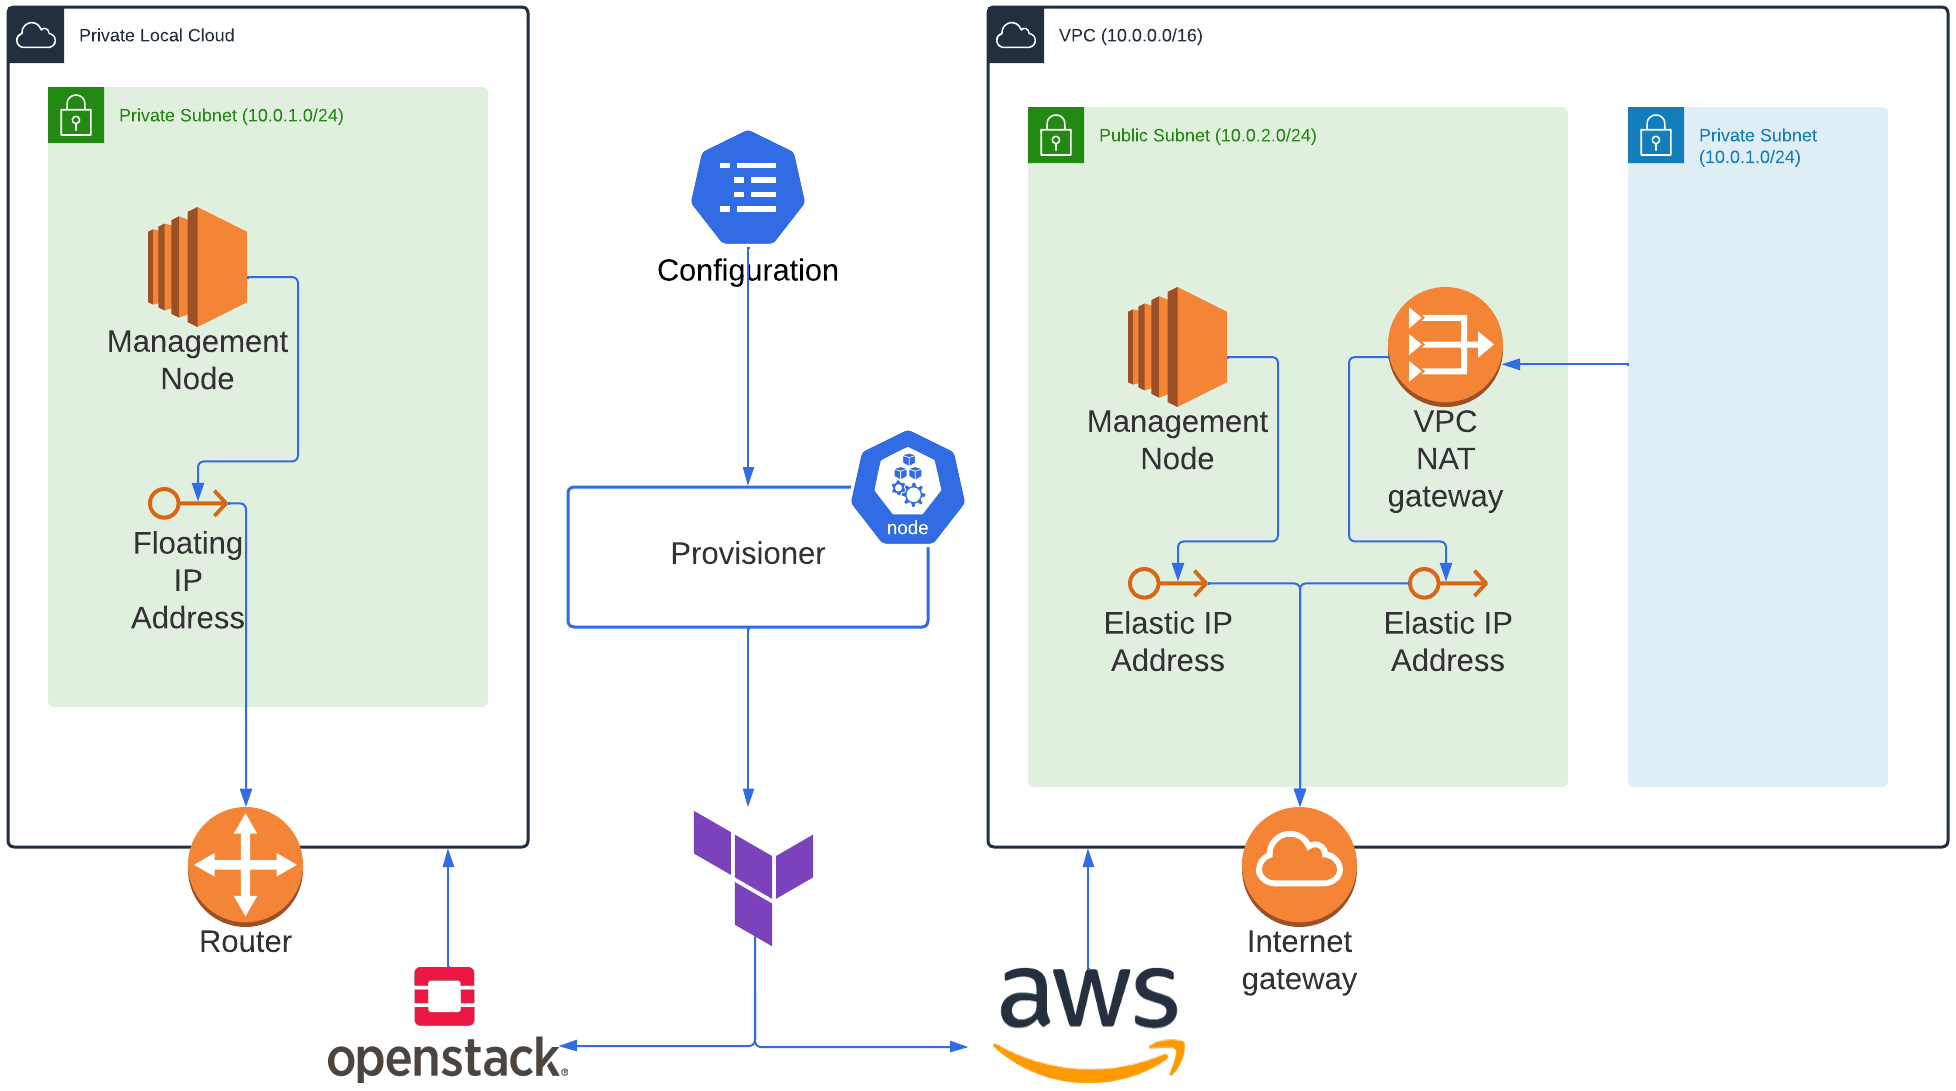 Private Local Cloud
Private Subnet (10.0.1.0/24)
Management
Node
Floating
IP
Address
Router
openstack®
Configuration
Provisioner
node
aws
VPC (10.0.0.0/16)
Public Subnet (10.0.2.0/24)
Management
Node
VPC
NAT
gateway
Elastic IP
Address
Elastic IP
Address
Internet
gateway
Private Subnet
(10.0.1.0/24)